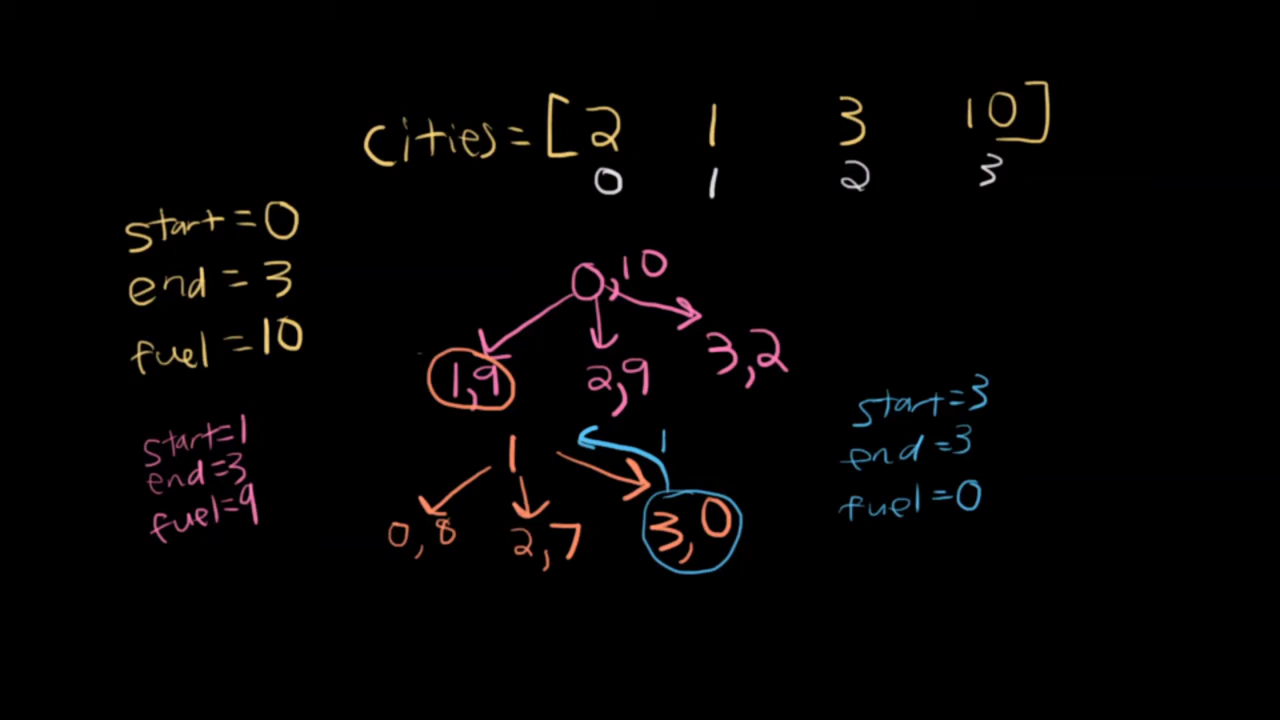 cities = [2 1 3 10]
0 1 2 3
start = 0
end = 3
fuel = 10
0, 10
1, 9 2, 9 3, 2
start = 3
end = 3
fuel = 0
start = 1
end = 3
fuel = 9
1
1
0, 8 2, 7 3, 0